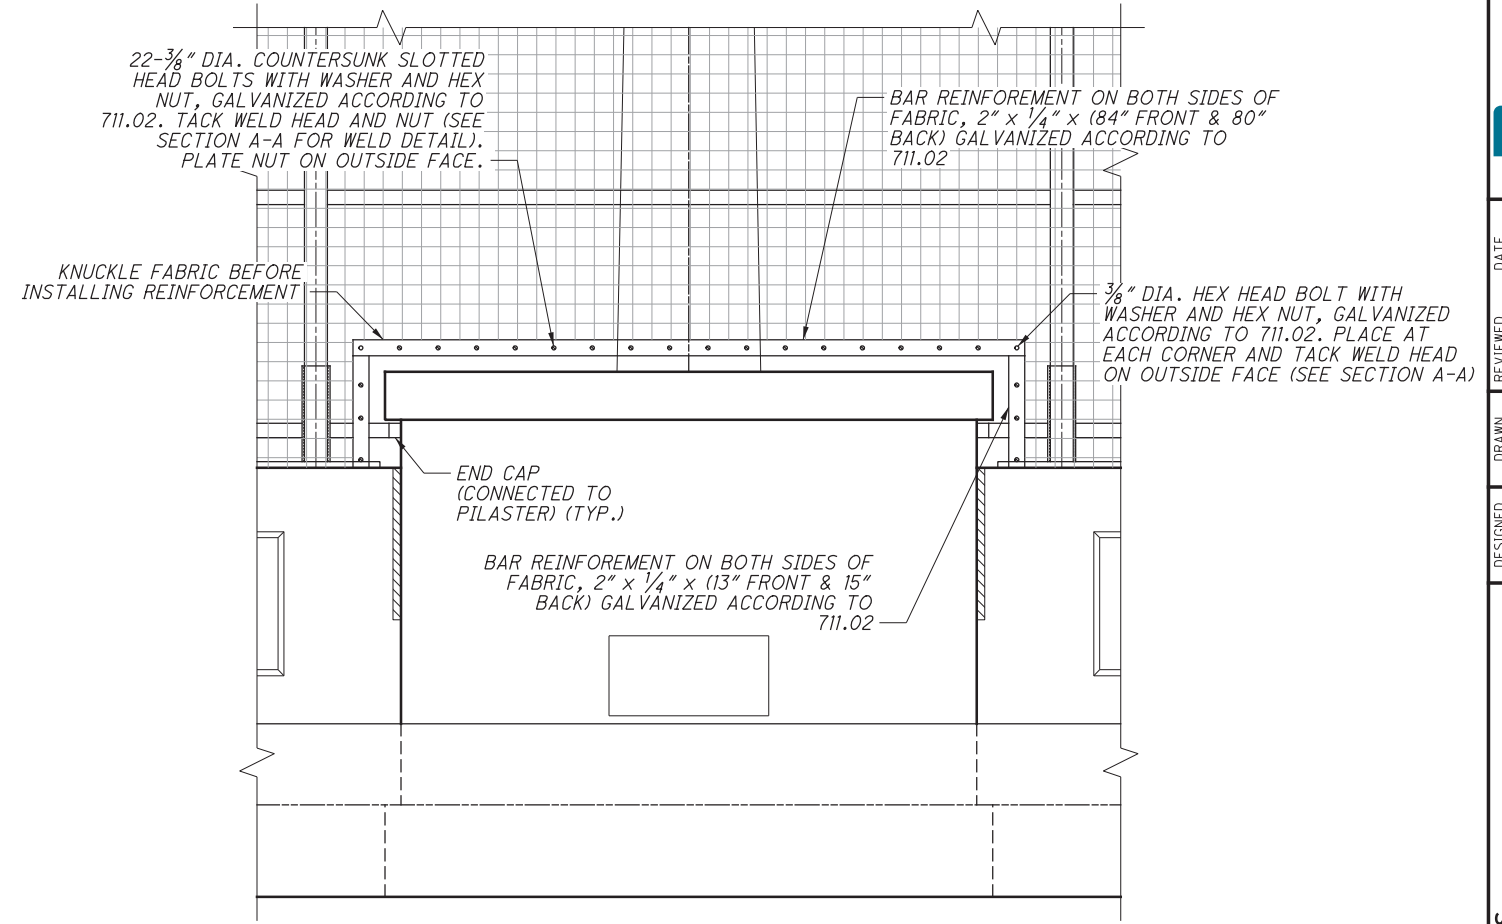 22-3/8" DIA. COUNTERSUNK SLOTTED
HEAD BOLTS WITH WASHER AND HEX
NUT, GALVANIZED ACCORDING TO
711.02. TACK WELD HEAD AND NUT (SEE
SECTION A-A FOR WELD DETAIL).
PLATE NUT ON OUTSIDE FACE.
BAR REINFOREMENT ON BOTH SIDES OF
FABRIC, 2" x 1/4" x (84" FRONT & 80"
BACK) GALVANIZED ACCORDING TO
711.02
KNUCKLE FABRIC BEFORE
INSTALLING REINFORCEMENT
3/8" DIA. HEX HEAD BOLT WITH
WASHER AND HEX NUT, GALVANIZED
ACCORDING TO 711.02. PLACE AT
EACH CORNER AND TACK WELD HEAD
ON OUTSIDE FACE (SEE SECTION A-A)
END CAP
(CONNECTED TO
PILASTER) (TYP.)
BAR REINFOREMENT ON BOTH SIDES OF
FABRIC, 2" x 1/4" x (13" FRONT & 15"
BACK) GALVANIZED ACCORDING TO
711.02
DATE
REVIEWED
DRAWN
DESIGNED